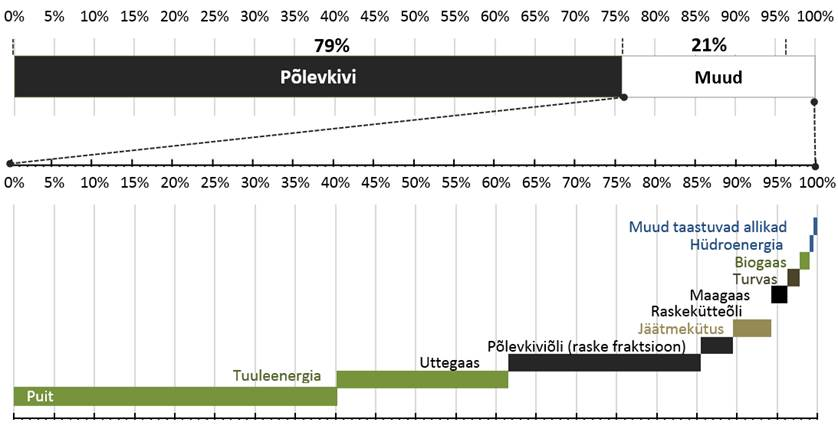 0% 5% 10% 15% 20% 25% 30% 35% 40% 45% 50% 55% 60% 65% 70% 75% 80% 85% 90% 95% 100%
79% 21%
Põlevkivi Muud
0% 5% 10% 15% 20% 25% 30% 35% 40% 45% 50% 55% 60% 65% 70% 75% 80% 85% 90% 95% 100%
Muud taastuvad allikad
Hüdroenergia
Biogaas
Turvas
Maagaas
Raskekütteõli
Jäätmekütus
Põlevkiviõli (raske fraktsioon)
Uttegaas
Tuuleenergia
Puit